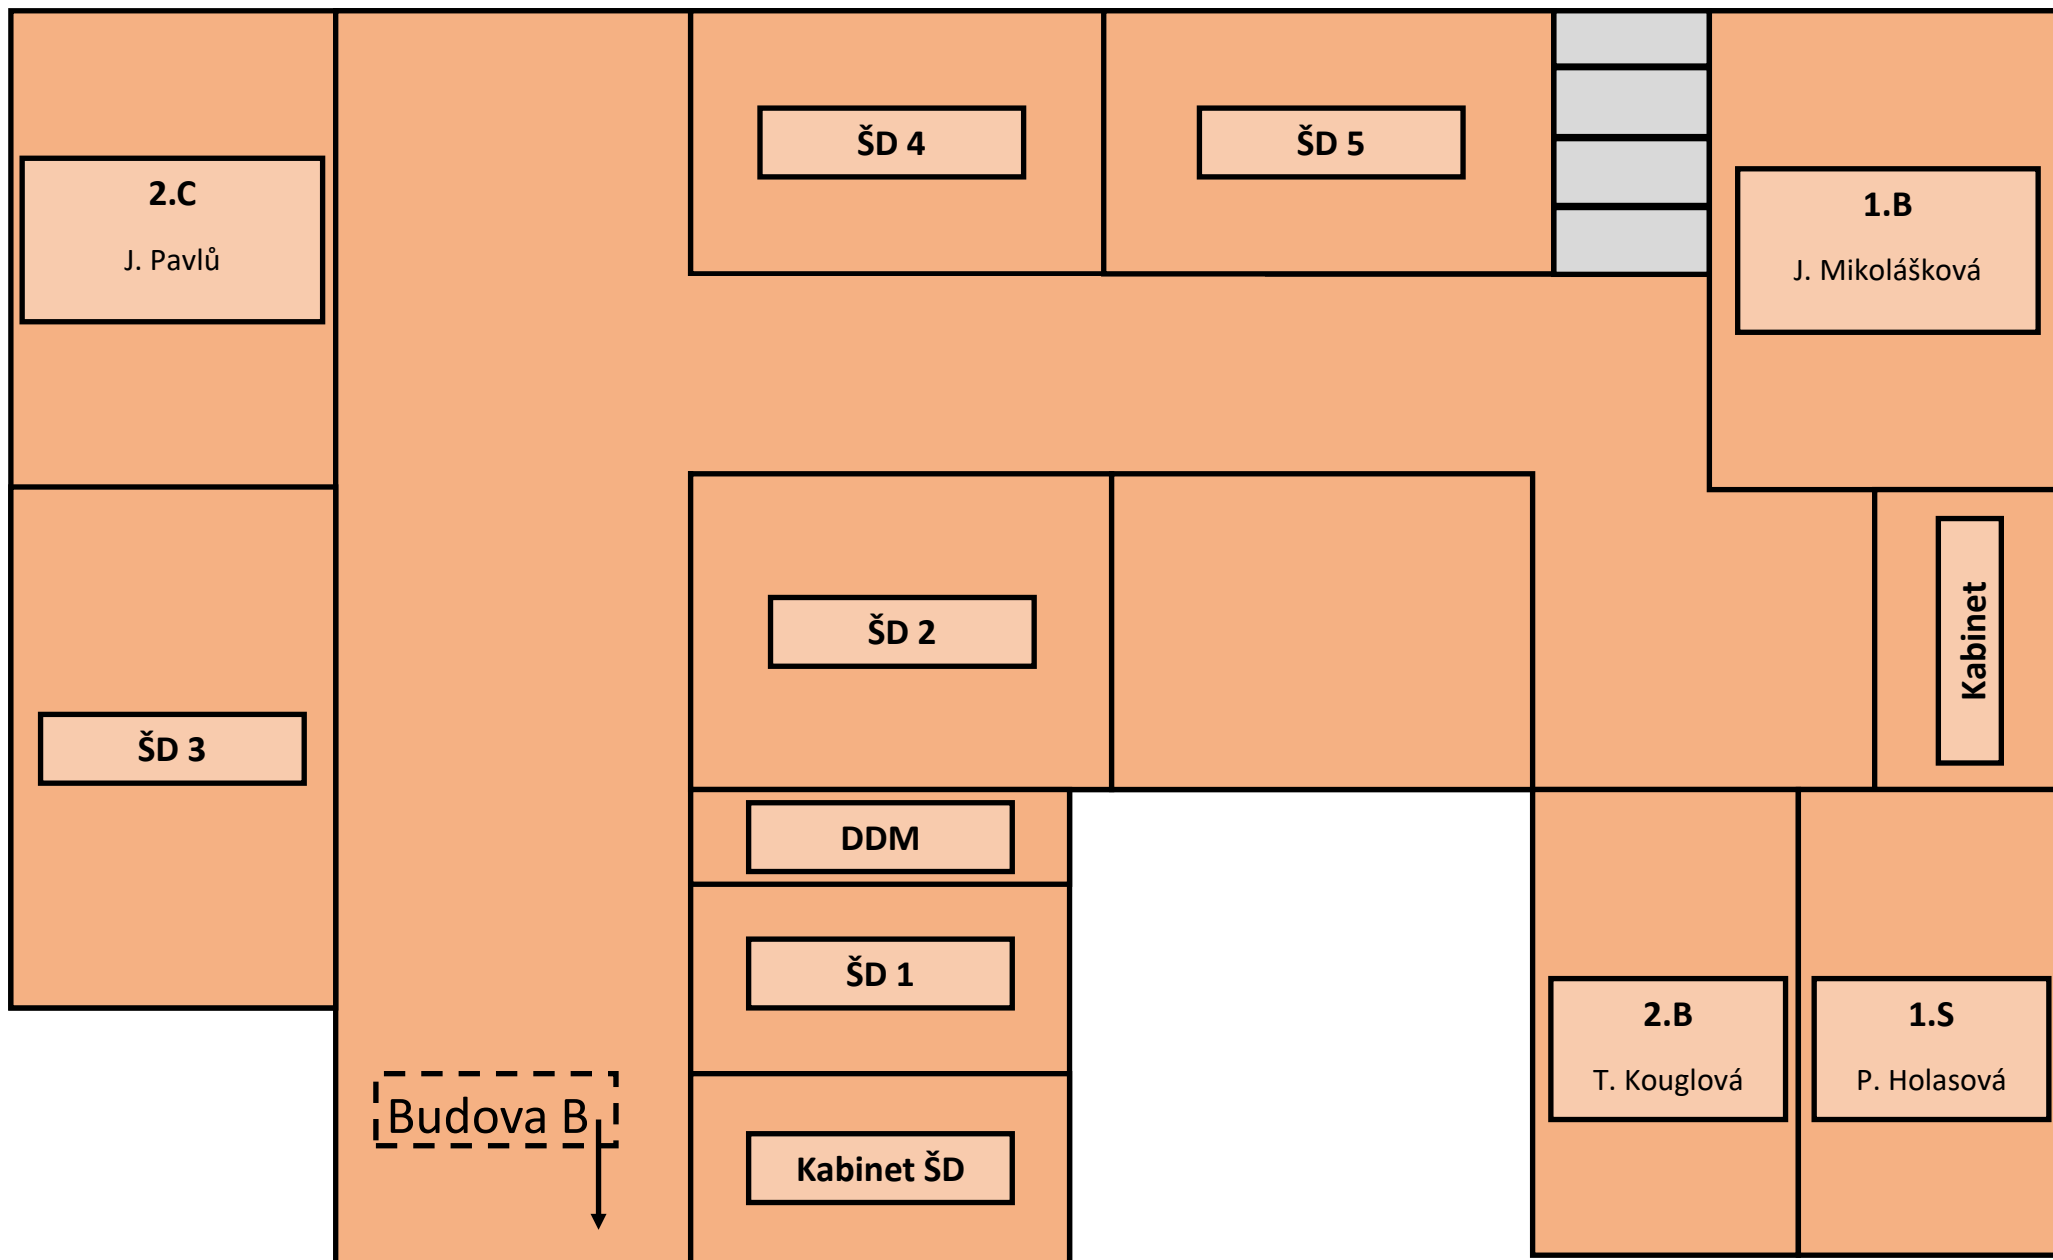 ŠD 4
ŠD 5
2.C
J. Pavlů
1.B
J. Mikolášková
Kabinet
ŠD 2
ŠD 3
DDM
ŠD 1
2.B
T. Kouglová
1.S
P. Holasová
Budova B
Kabinet ŠD